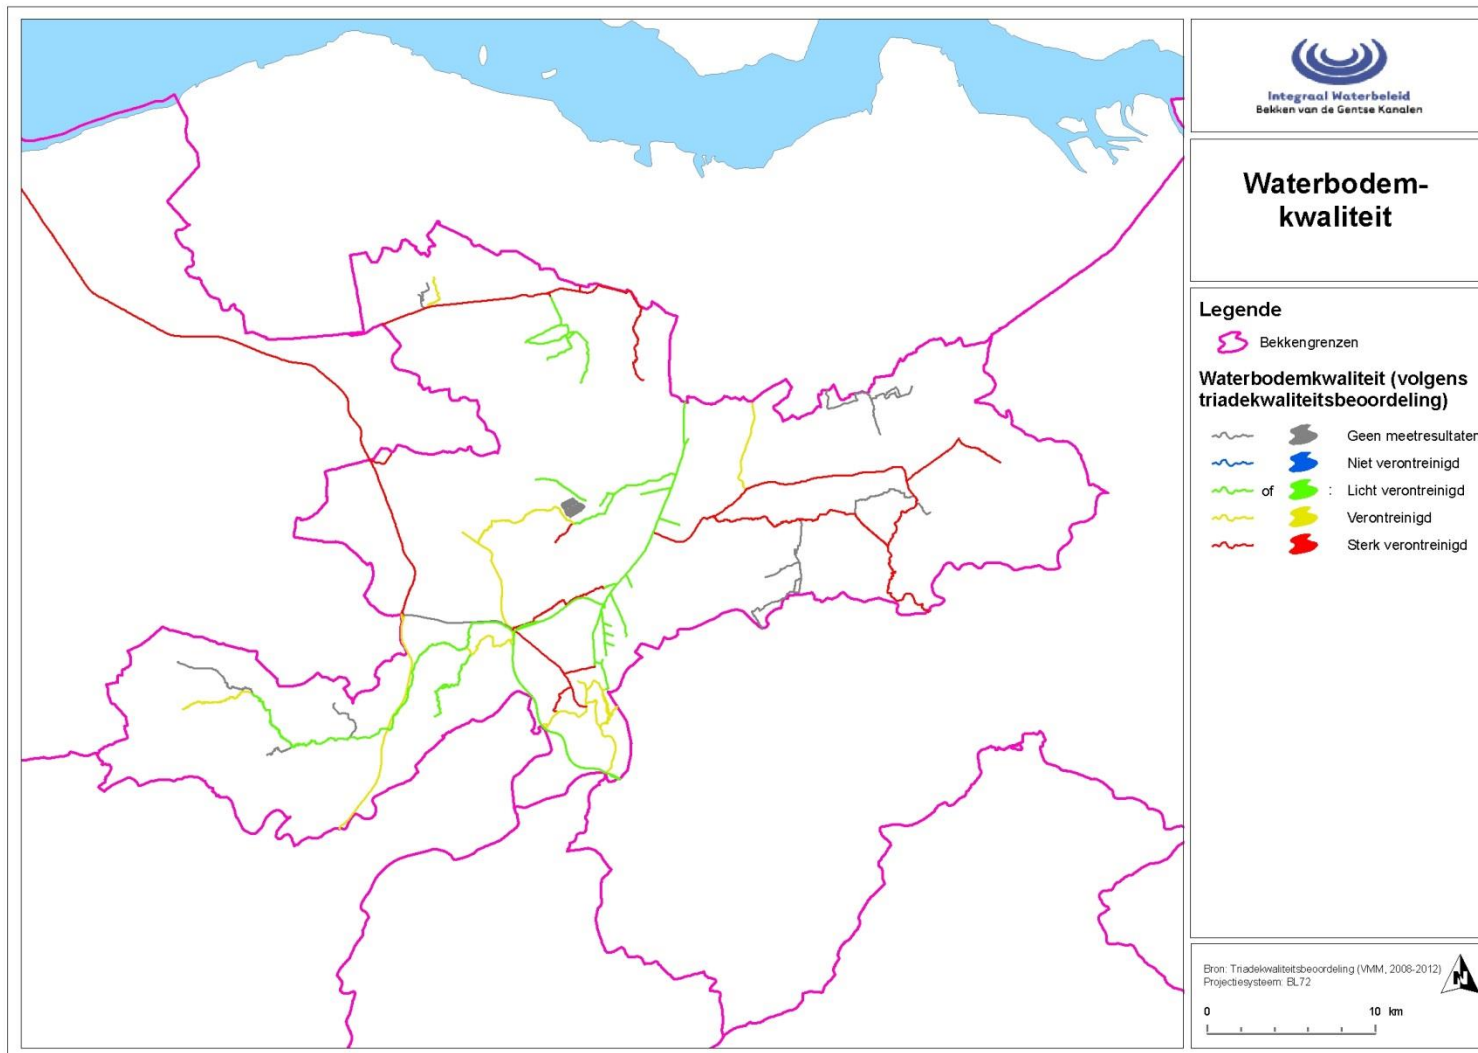 Integraal Waterbeleid
Bekken van de Gentse Kanalen
Waterbodem-
kwaliteit
Legende
Bekkengrenzen
Waterbodemkwaliteit (volgens
triadekwaliteitsbeoordeling)
Geen meetresultaten
Niet verontreinigd
of : Licht verontreinigd
Verontreinigd
Sterk verontreinigd
Bron: Triadekwaliteitsbeoordeling (VMM, 2008-2012)
Projectiesysteem: BL72
N
0 10 km